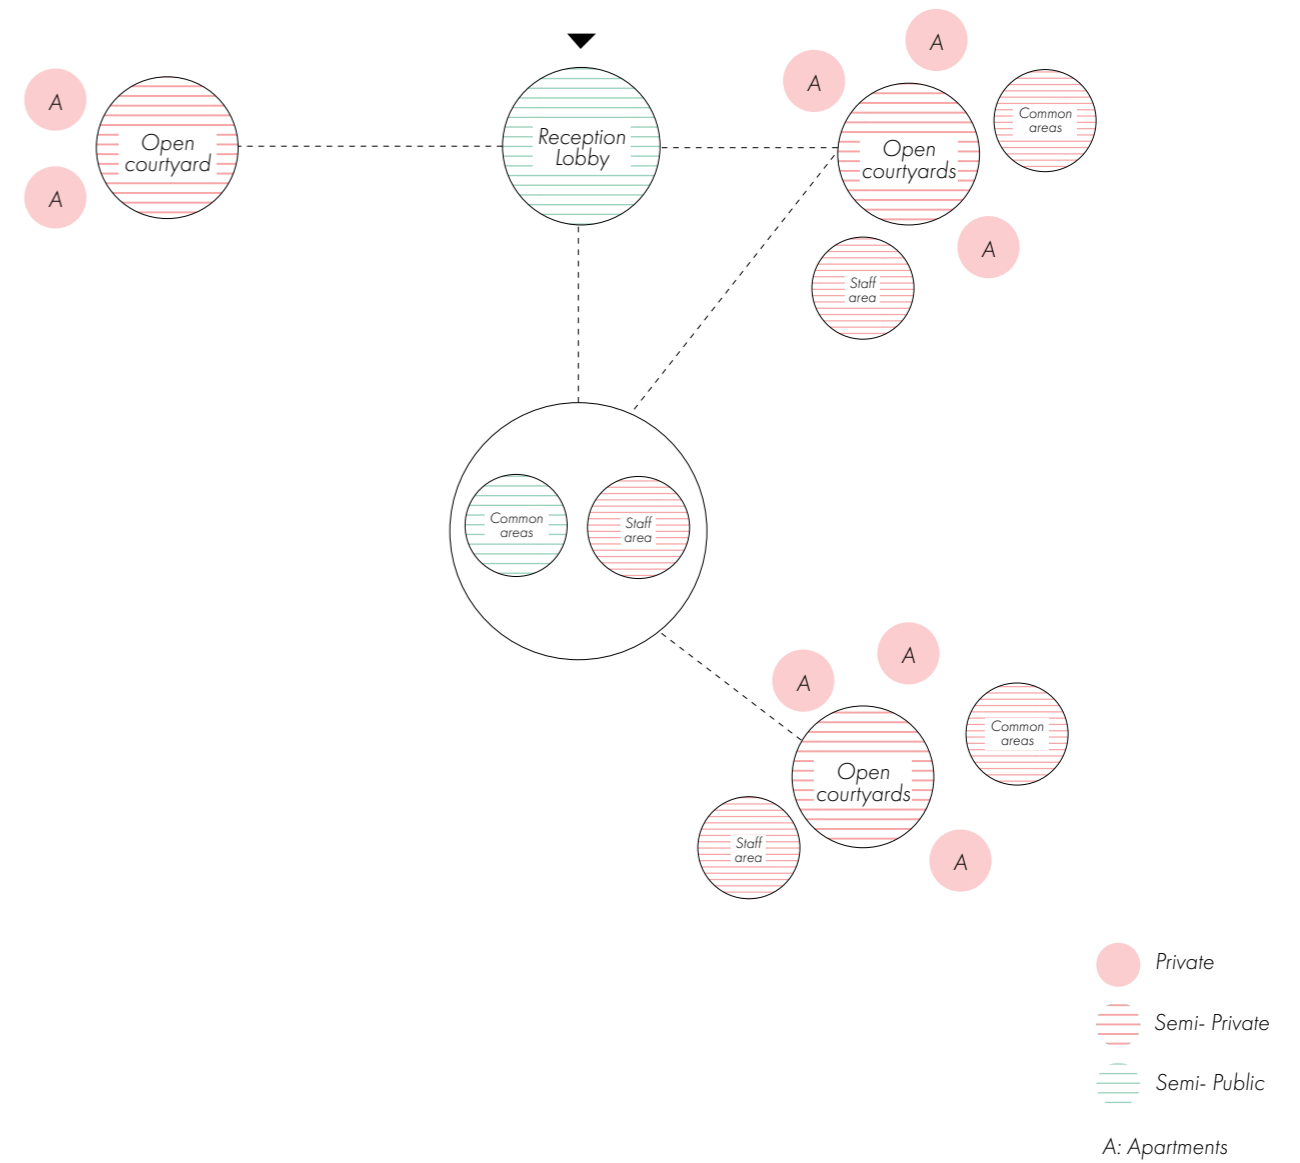 A
A
Open
courtyard
Reception
Lobby
A
A
Open
courtyards
Common
areas
A
Staff
area
Common
areas
Staff
area
A
A
Common
areas
Open
courtyards
Staff
area
A
Private
Semi- Private
Semi- Public
A: Apartments